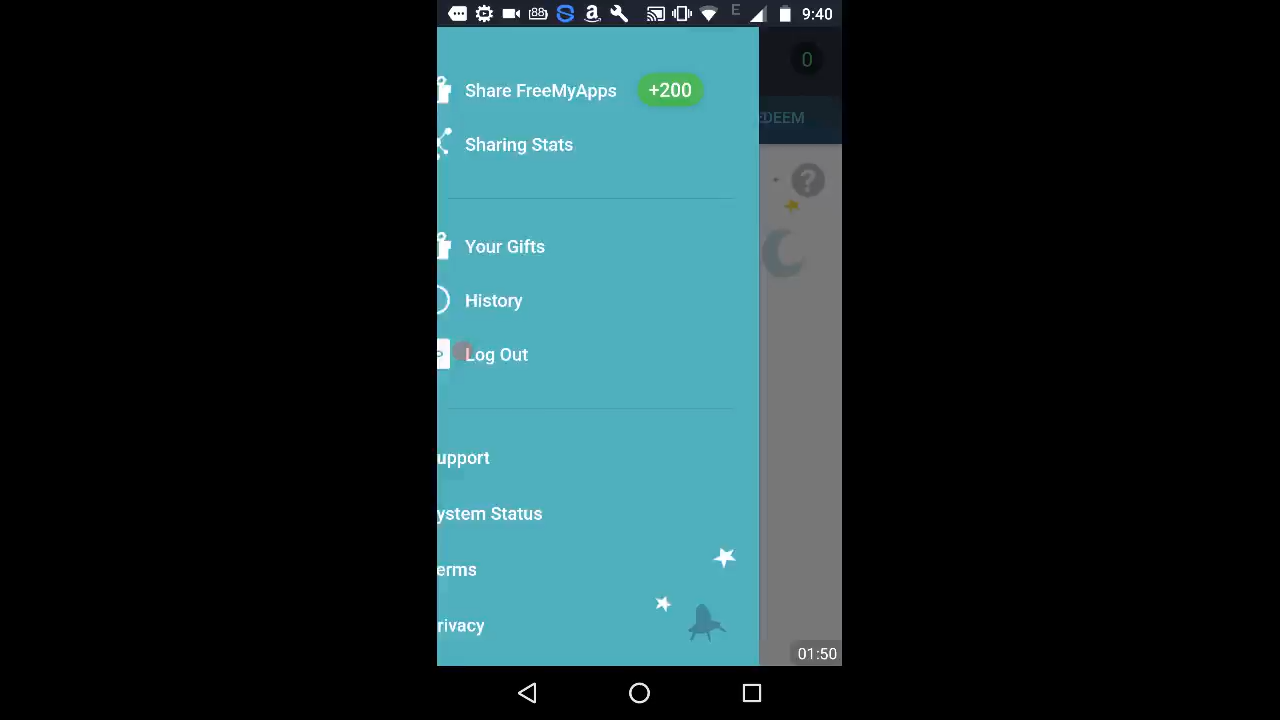 88 E 9:40
0
Share FreeMyApps +200
EDEEM
Sharing Stats
?
Your Gifts
History
Log Out
upport
ystem Status
erms
rivacy
01:50